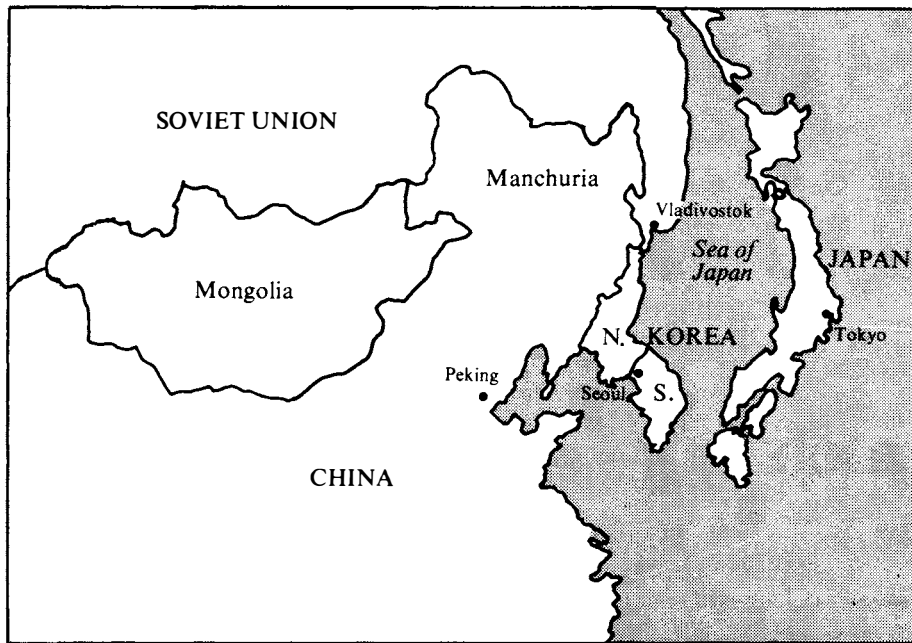 SOVIET UNION
Manchuria
Vladivostok
Sea of
Japan
JAPAN
Mongolia
N. KOREA
Tokyo
Peking
Seoul
S.
CHINA